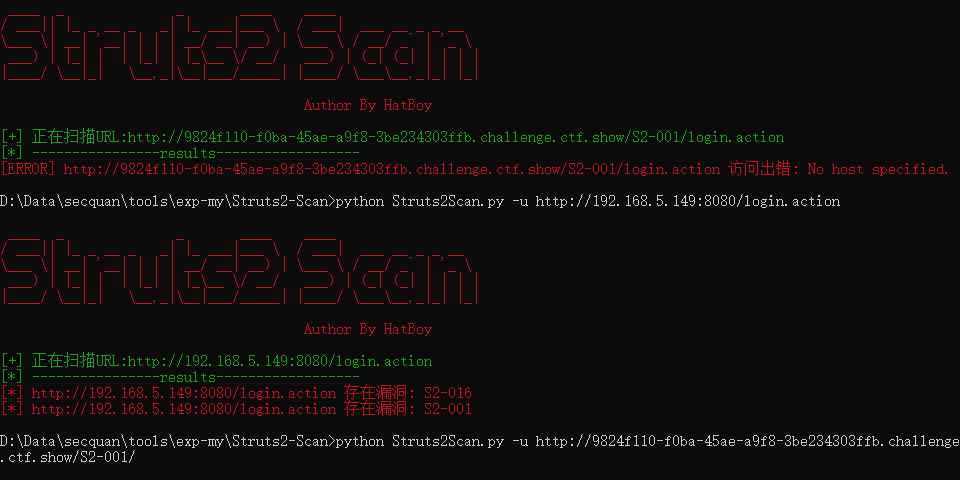 Struts2 Scan
Author By HatBoy
[+] 正在扫描URL:http://9824f110-f0ba-45ae-a9f8-3be234303ffb.challenge.ctf.show/S2-001/login.action
[*] ----------------results------------------
[ERROR] http://9824f110-f0ba-45ae-a9f8-3be234303ffb.challenge.ctf.show/S2-001/login.action 访问出错: No host specified.
D:\Data\secquan\tools\exp-my\Struts2-Scan>python Struts2Scan.py -u http://192.168.5.149:8080/login.action
Struts2 Scan
Author By HatBoy
[+] 正在扫描URL:http://192.168.5.149:8080/login.action
[*] ----------------results------------------
[*] http://192.168.5.149:8080/login.action 存在漏洞: S2-016
[*] http://192.168.5.149:8080/login.action 存在漏洞: S2-001
D:\Data\secquan\tools\exp-my\Struts2-Scan>python Struts2Scan.py -u http://9824f110-f0ba-45ae-a9f8-3be234303ffb.challenge
.ctf.show/S2-001/